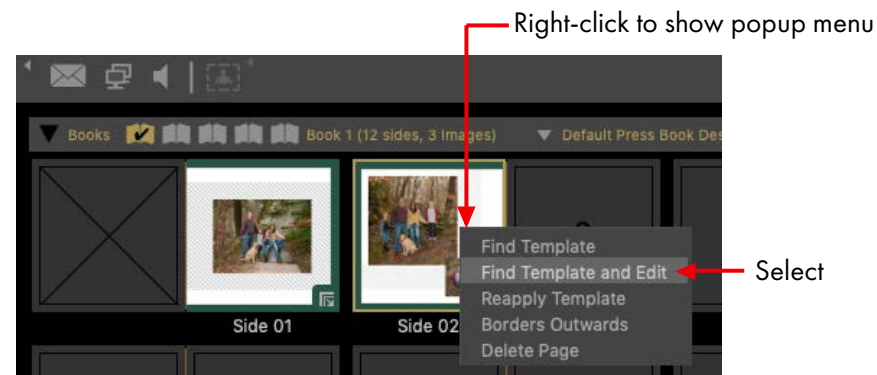 Right-click to show popup menu
Books
Book 1 (12 sides, 3 Images)
Default Press Book Des
Find Template
Find Template and Edit
Select
Reapply Template
Side 01
Side 02
Borders Outwards
Delete Page